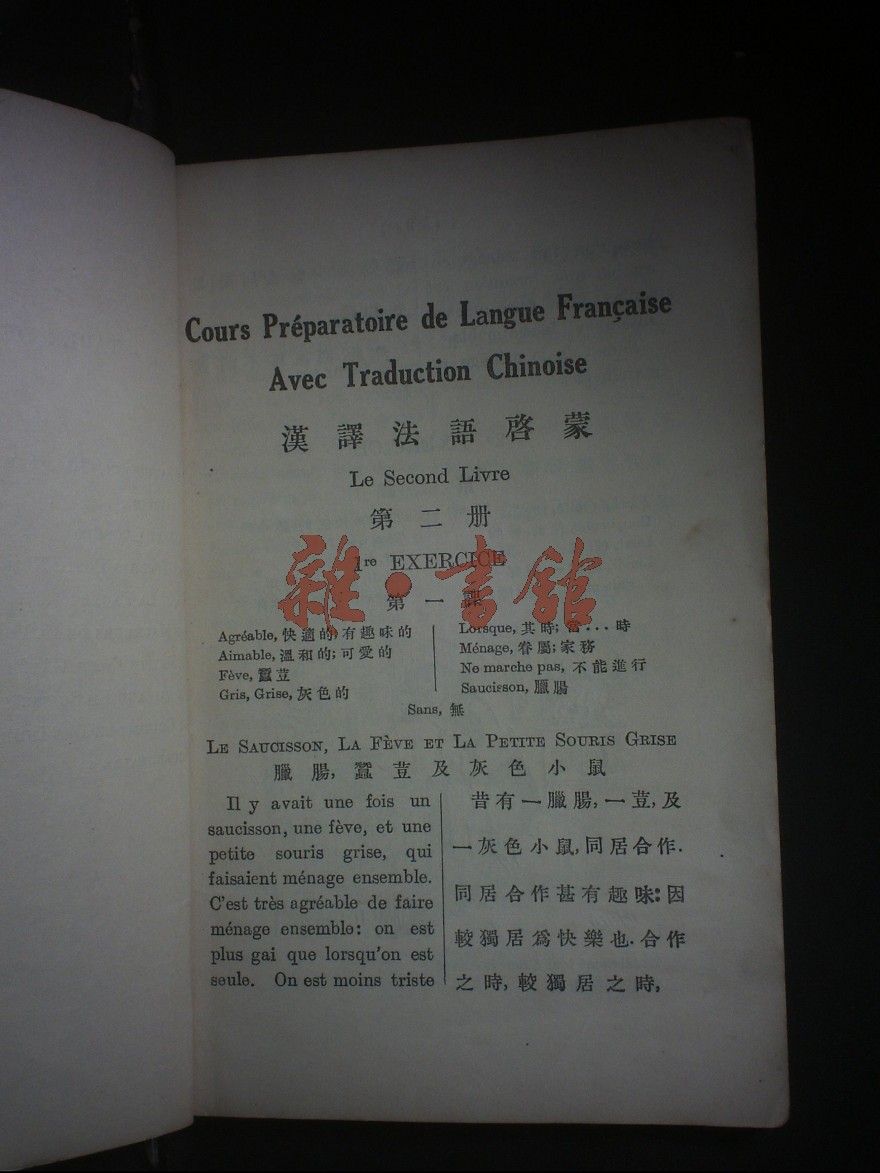 Cours Préparatoire de Langue Française
Avec Traduction Chinoise
漢譯法語啓蒙
Le Second Livre
第二册
1re EXERCICE
第一課
雜·書館
Agréable, 快適的; 有趣味的
Aimable, 溫和的; 可愛的
Fève, 蠶荳
Gris, Grise, 灰色的
Lorsque, 其時; 當...時
Ménage, 眷屬; 家務
Ne marche pas, 不能進行
Saucisson, 臘腸
Sans, 無
LE SAUCISSON, LA FÈVE ET LA PETITE SOURIS GRISE
臘腸, 蠶荳及灰色小鼠
Il y avait une fois un
saucisson, une fève, et une
petite souris grise, qui
faisaient ménage ensemble.
C'est très agréable de faire
ménage ensemble: on est
plus gai que lorsqu'on est
seule. On est moins triste
昔有一臘腸, 一荳, 及
一灰色小鼠, 同居合作.
同居合作甚有趣味: 因
較獨居爲快樂也. 合作
之時, 較獨居之時,